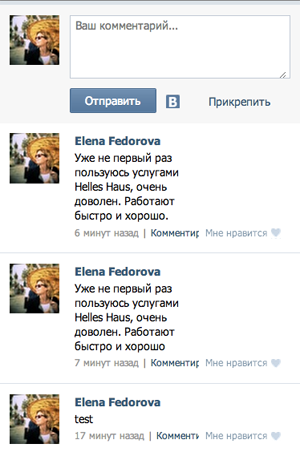 Ваш комментарий...
Отправить
В
Прикрепить
Elena Fedorova
Уже не первый раз
пользуюсь услугами
Helles Haus, очень
доволен. Работают
быстро и хорошо.
6 минут назад | Комментир Мне нравится
Elena Fedorova
Уже не первый раз
пользуюсь услугами
Helles Haus, очень
доволен. Работают
быстро и хорошо
7 минут назад | Комментир Мне нравится
Elena Fedorova
test
17 минут назад | Коммент Мне нравится